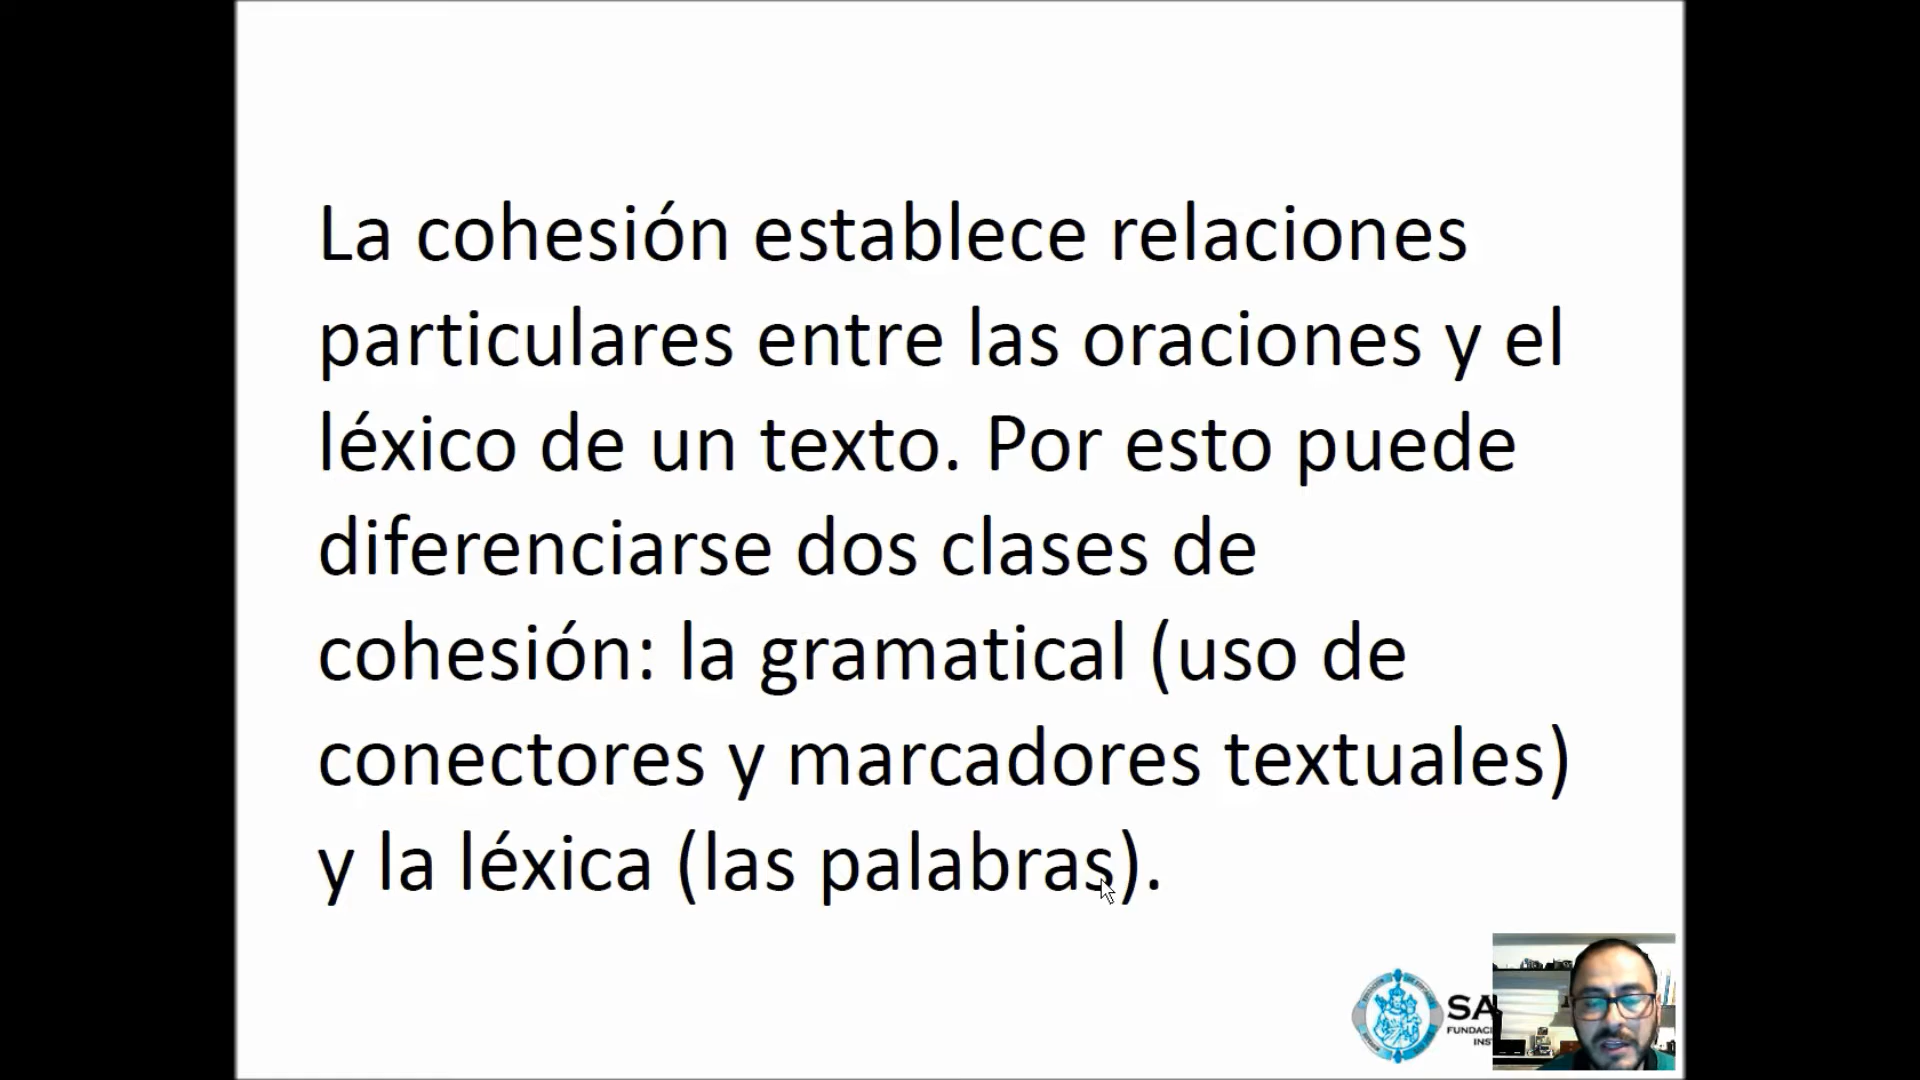 La cohesión establece relaciones
particulares entre las oraciones y el
léxico de un texto. Por esto puede
diferenciarse dos clases de
cohesión: la gramatical (uso de
conectores y marcadores textuales)
y la léxica (las palabras).